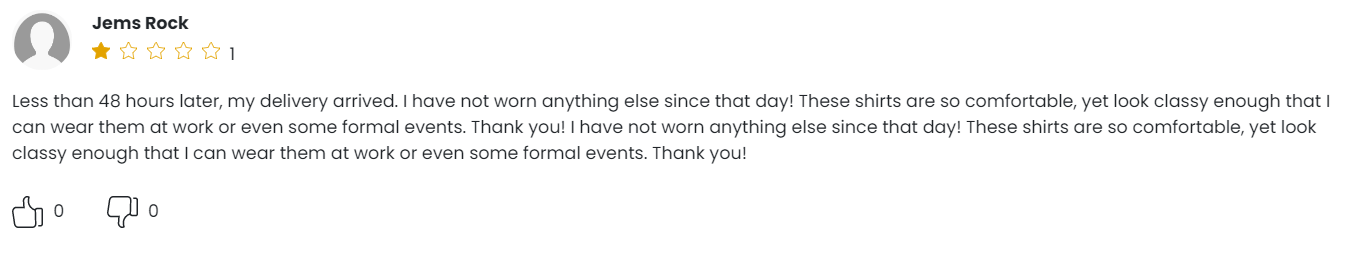 Jems Rock
1
Less than 48 hours later, my delivery arrived. I have not worn anything else since that day! These shirts are so comfortable, yet look classy enough that I
can wear them at work or even some formal events. Thank you! I have not worn anything else since that day! These shirts are so comfortable, yet look
classy enough that I can wear them at work or even some formal events. Thank you!
0 0